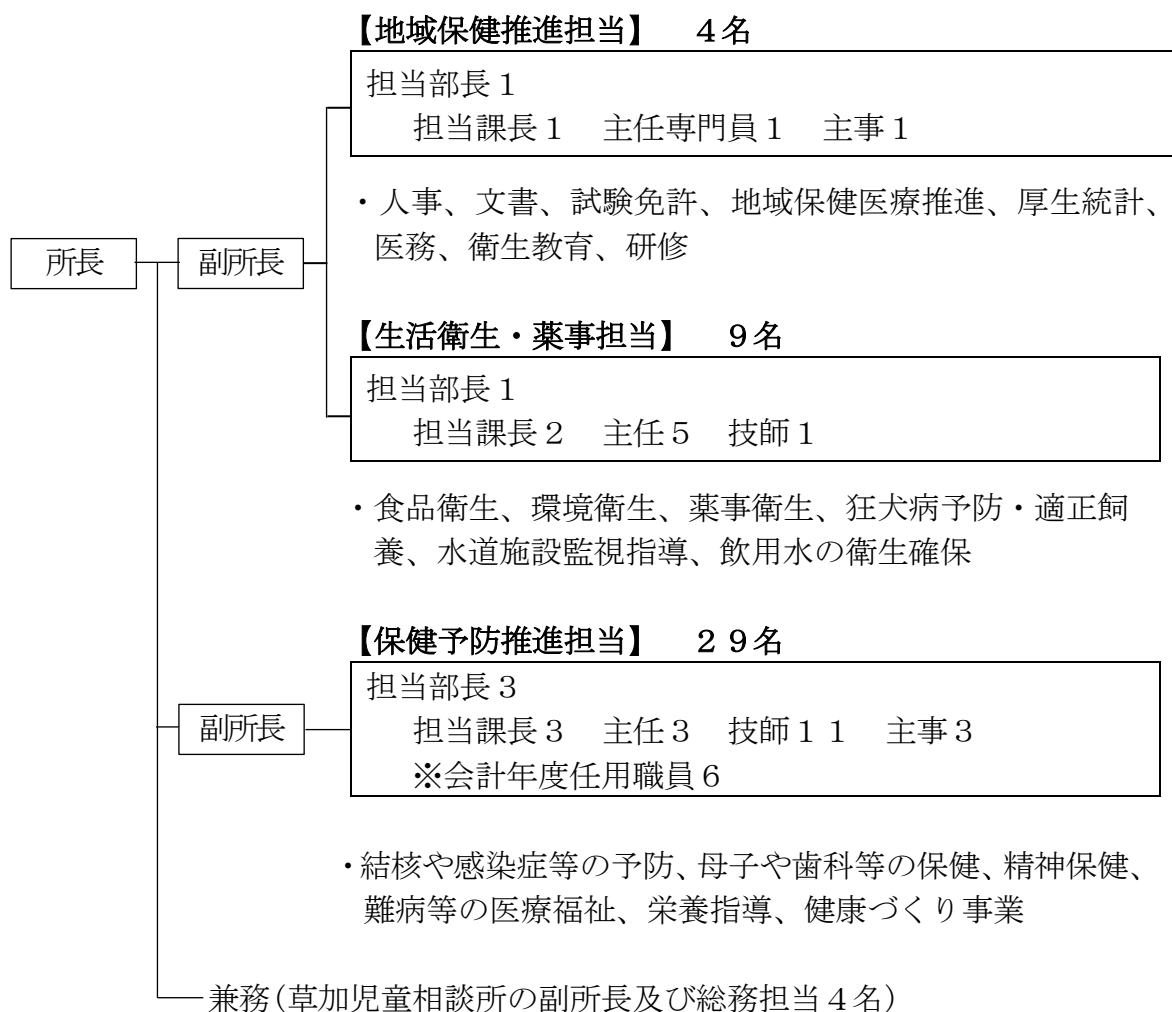 【地域保健推進担当】 ４名
担当部長１
担当課長１ 主任専門員１ 主事１
・人事、文書、試験免許、地域保健医療推進、厚生統計、
医務、衛生教育、研修
所長
副所長
【生活衛生・薬事担当】 ９名
担当部長１
担当課長２ 主任５ 技師１
・食品衛生、環境衛生、薬事衛生、狂犬病予防・適正飼
養、水道施設監視指導、飲用水の衛生確保
【保健予防推進担当】 ２９名
担当部長３
担当課長３ 主任３ 技師１１ 主事３
※会計年度任用職員６
副所長
・結核や感染症等の予防、母子や歯科等の保健、精神保健、
難病等の医療福祉、栄養指導、健康づくり事業
兼務(草加児童相談所の副所長及び総務担当４名)